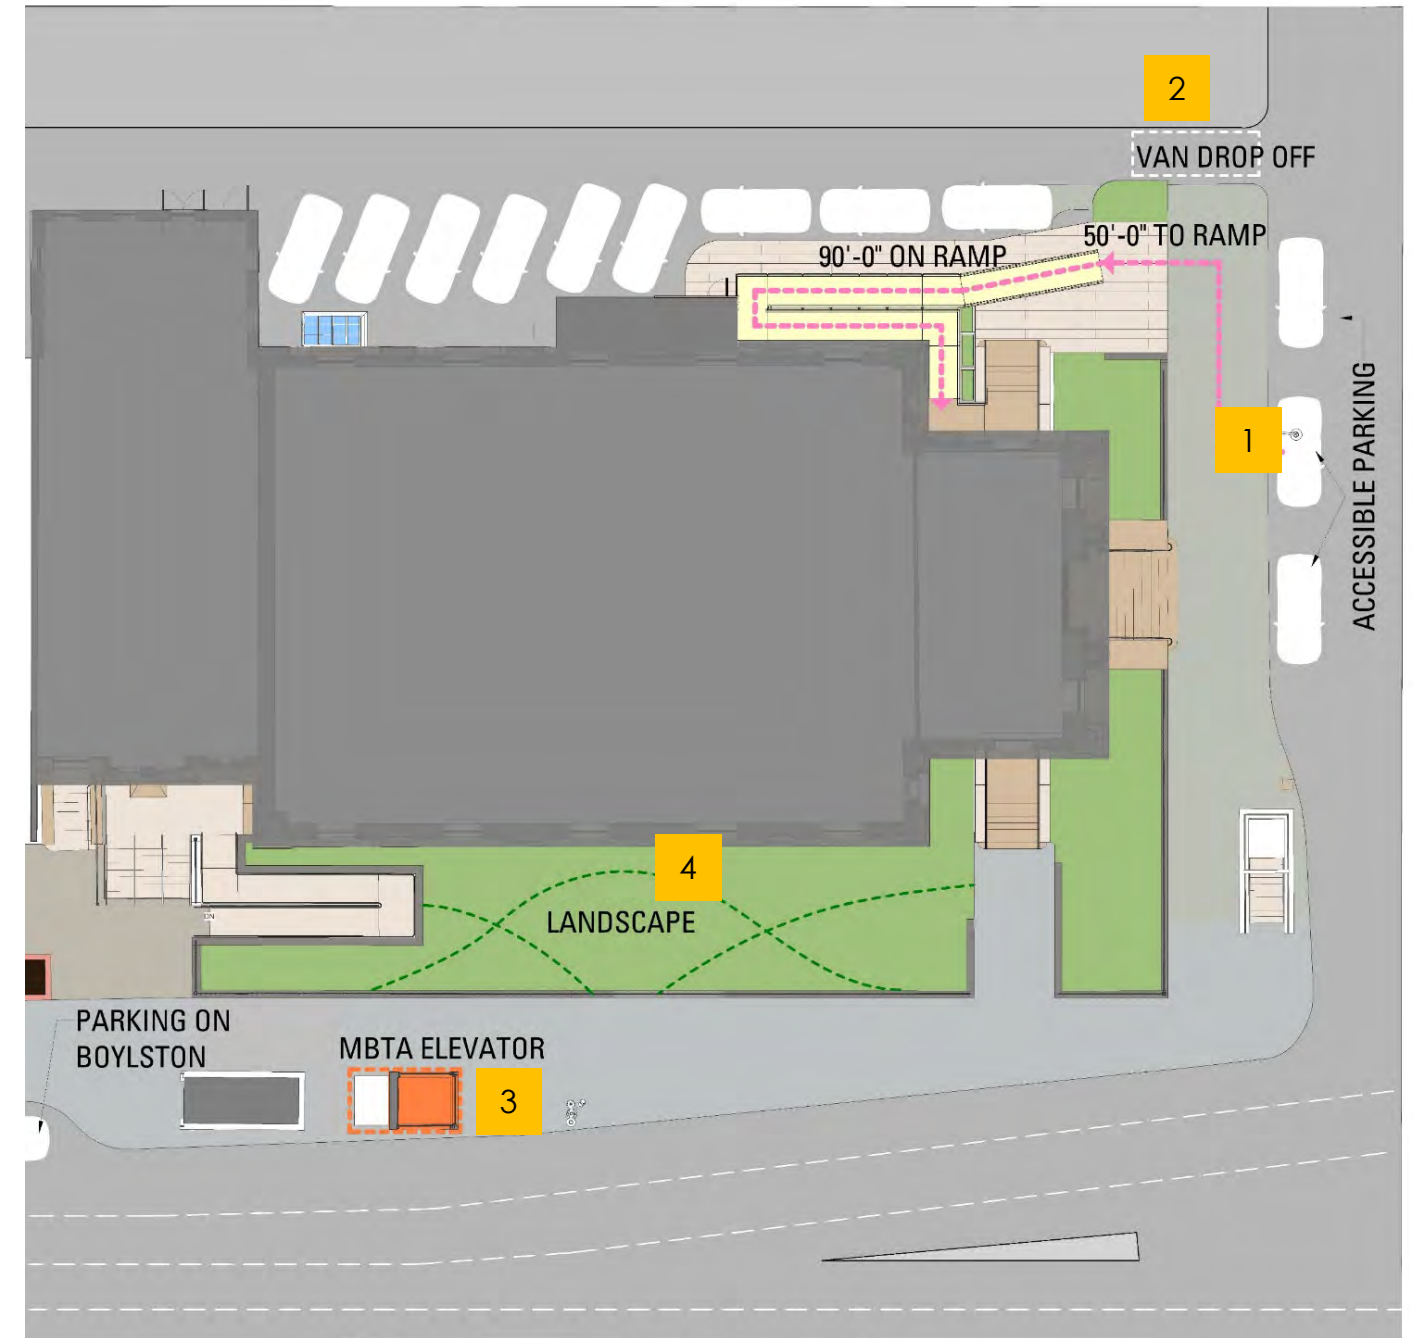 2
VAN DROP OFF
50'-0" TO RAMP
90'-0" ON RAMP
1
ACCESSIBLE PARKING
4
LANDSCAPE
DN
PARKING ON
BOYLSTON
MBTA ELEVATOR
3